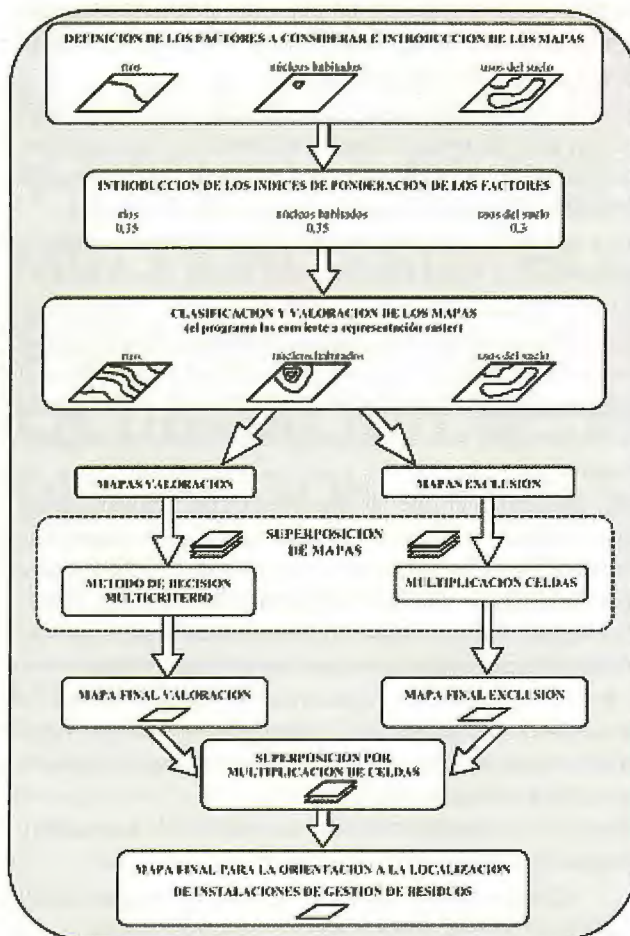 DEFINICION DE LOS FACTORES A CONSIDERAR E INTRODUCCION DE LOS MAPAS
ríos núcleos habitados usos del suelo
INTRODUCCION DE LOS INDICES DE PONDERACION DE LOS FACTORES
ríos núcleos habitados usos del suelo
0,35 0,35 0,3
CLASIFICACION Y VALORACION DE LOS MAPAS
(el programa los convierte a representación raster)
ríos núcleos habitados usos del suelo
MAPAS VALORACION MAPAS EXCLUSIÓN
SUPERPOSICION
DE MAPAS
METODO DE DECISION
MULTICRITERIO
MULTIPLICACION CELDAS
MAPA FINAL VALORACION MAPA FINAL EXCLUSION
SUPERPOSICION POR
MULTIPLICACION DE CELDAS
MAPA FINAL PARA LA ORIENTACION A LA LOCALIZACION
DE INSTALACIONES DE GESTION DE RESIDUOS